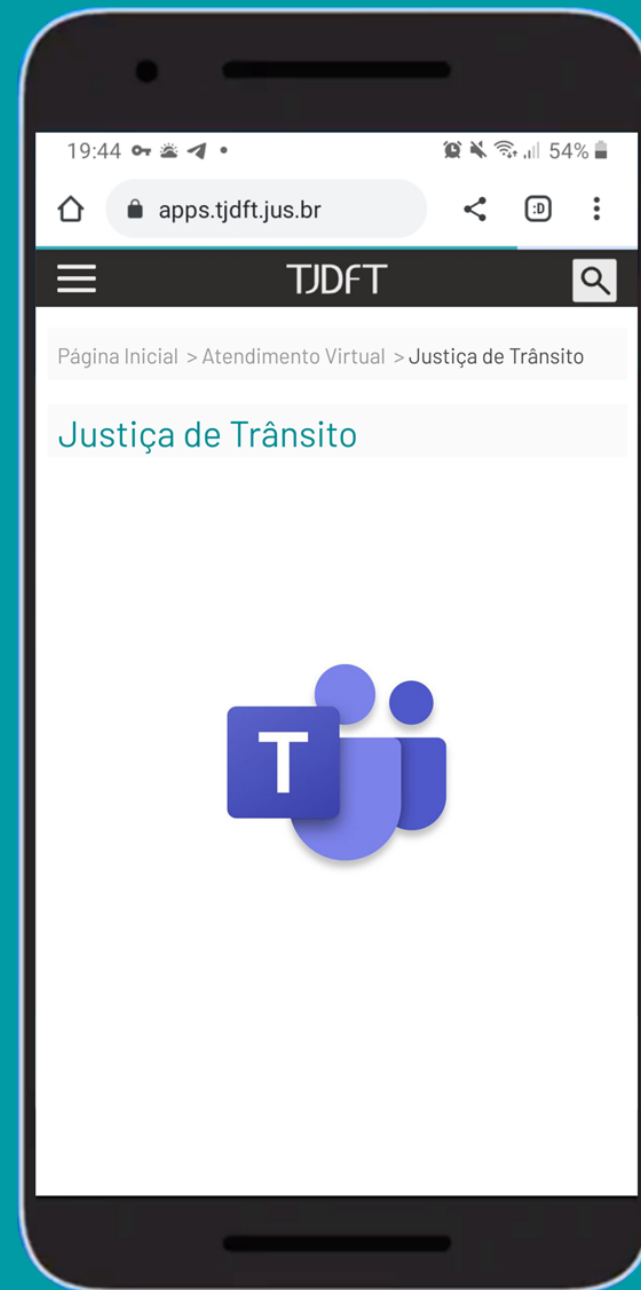 19:44
54%
:D
apps.tjdft.jus.br
TJDFT
Página Inicial > Atendimento Virtual > Justiça de Trânsito
Justiça de Trânsito
T